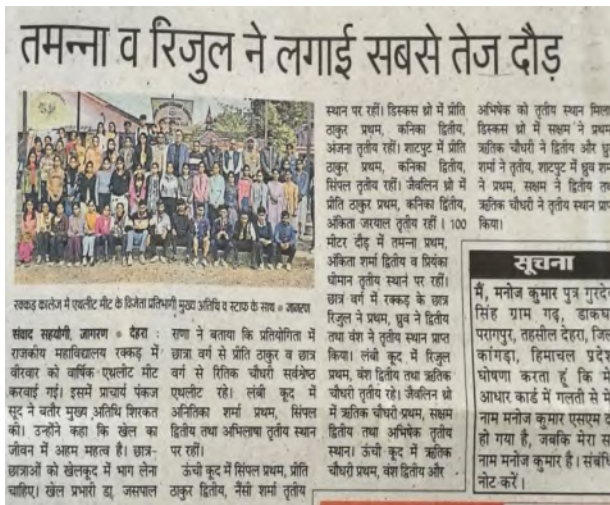 तमन्ना व रिजुल ने लगाई सबसे तेज दौड़
रक्कड़ कालेज में एथलीट मीट के विजेता प्रतिभागी मुख्य अतिथि व स्टाफ के साथ ० जागरण
संवाद सहयोगी, जागरण ० देहरा :
राजकीय महाविद्यालय रक्कड़ में
वीरवार को वार्षिक एथलीट मीट
करवाई गई। इसमें प्राचार्य पंकज
सूद ने बतौर मुख्य अतिथि शिरकत
की। उन्होंने कहा कि खेल का
जीवन में अहम महत्व है। छात्र-
छात्राओं को खेलकूद में भाग लेना
चाहिए। खेल प्रभारी डा. जसपाल
राणा ने बताया कि प्रतियोगिता में
छात्रा वर्ग से प्रीति ठाकुर व छात्र
वर्ग से रितिक चौधरी सर्वश्रेष्ठ
एथलीट रहे। लंबी कूद में
अनितिका शर्मा प्रथम, सिंपल
द्वितीय तथा अभिलाषा तृतीय स्थान
पर रहीं।
ऊंची कूद में सिंपल प्रथम, प्रीति
ठाकुर द्वितीय, नैंसी शर्मा तृतीय
स्थान पर रहीं। डिस्कस थ्रो में प्रीति
ठाकुर प्रथम, कनिका द्वितीय,
अंजना तृतीय रहीं। शाटपुट में प्रीति
ठाकुर प्रथम, कनिका द्वितीय,
सिंपल तृतीय रहीं। जैवलिन थ्रो में
प्रीति ठाकुर प्रथम, कनिका द्वितीय,
अंकिता जरयाल तृतीय रहीं । 100
मीटर दौड़ में तमन्ना प्रथम,
अंकिता शर्मा द्वितीय व प्रियंका
धीमान तृतीय स्थान पर रहीं।
छात्र वर्ग में रक्कड़ के छात्र
रिजुल ने प्रथम, ध्रुव ने द्वितीय
तथा वंश ने तृतीय स्थान प्राप्त
किया। लंबी कूद में रिजुल
प्रथम, वंश द्वितीय तथा ऋतिक
चौधरी तृतीय रहे। जेवलिन थ्रो
में ऋतिक चौधरी प्रथम, सक्षम
द्वितीय तथा अभिषेक तृतीय
स्थान। ऊंची कूद में ऋतिक
चौधरी प्रथम, वंश द्वितीय और
अभिषेक को तृतीय स्थान
डिस्कस थ्रो में सक्षम ने
ऋतिक चौधरी ने द्वितीय और
शर्मा ने तृतीय, शाटपुट में ध्रुव
ने प्रथम, सक्षम ने द्वितीय
ऋतिक चौधरी ने तृतीय स्थान
किया।
सूचना
मैं, मनोज कुमार पुत्र
सिंह ग्राम गढ़,
परागपुर, तहसील देहरा,
कांगड़ा, हिमाचल
घोषणा करता हूं कि
आधार कार्ड में गलती से
नाम मनोज कुमार एसएम
हो गया है, जबकि मेरा
नाम मनोज कुमार है।
नोट करें।